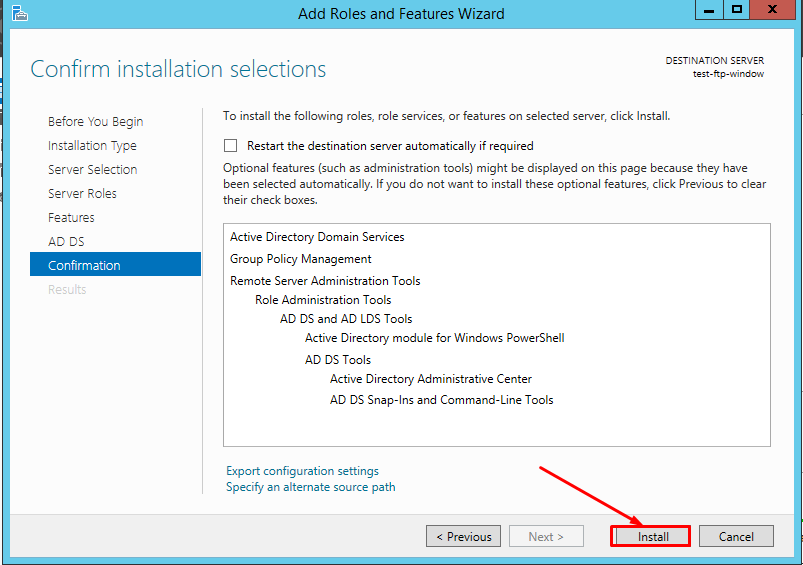 Add Roles and Features Wizard
Confirm installation selections
DESTINATION SERVER
test-ftp-window
Before You Begin
Installation Type
Server Selection
Server Roles
Features
AD DS
Confirmation
Results
To install the following roles, role services, or features on selected server, click Install.
Restart the destination server automatically if required
Optional features (such as administration tools) might be displayed on this page because they have
been selected automatically. If you do not want to install these optional features, click Previous to clear
their check boxes.
Active Directory Domain Services
Group Policy Management
Remote Server Administration Tools
Role Administration Tools
AD DS and AD LDS Tools
Active Directory module for Windows PowerShell
AD DS Tools
Active Directory Administrative Center
AD DS Snap-Ins and Command-Line Tools
Export configuration settings
Specify an alternate source path
< Previous
Next >
Install
Cancel